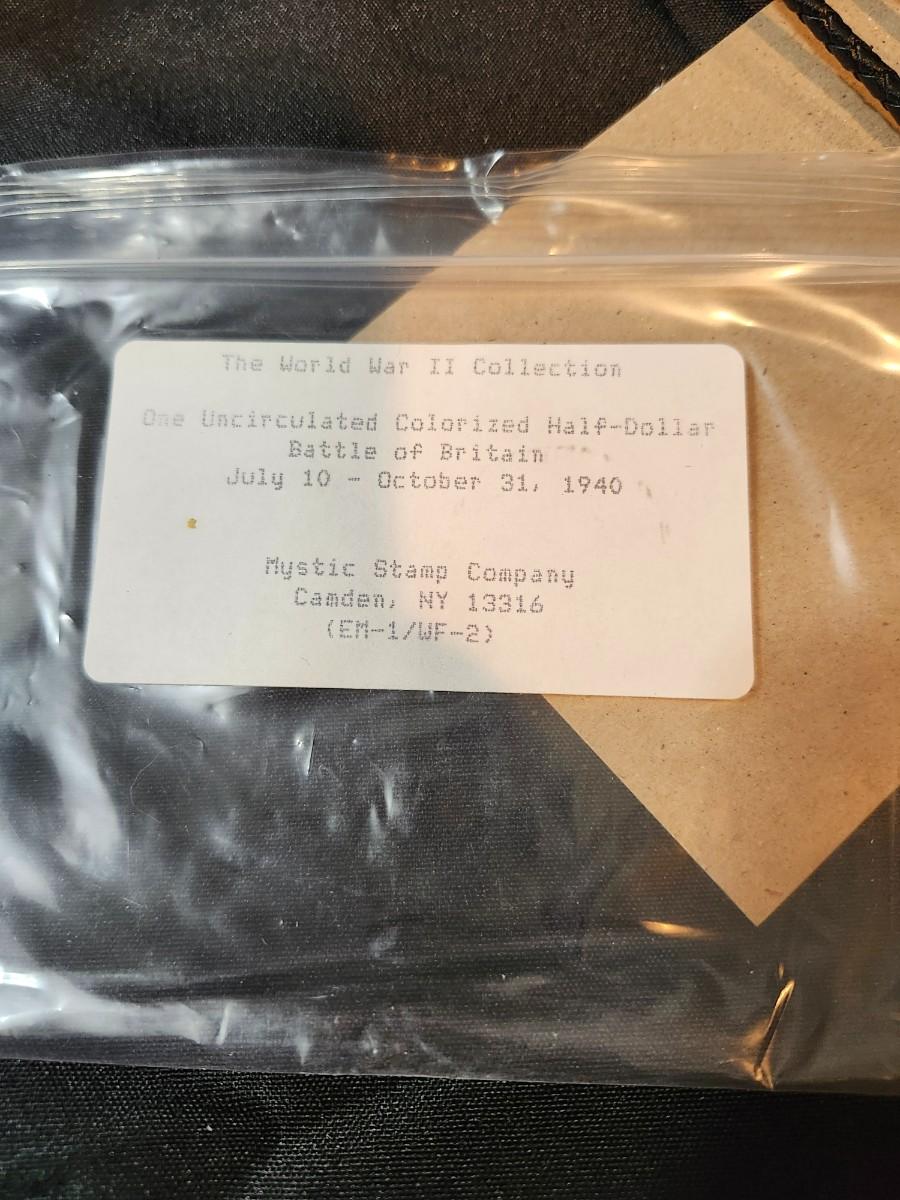 The World War II Collection
One Uncirculated Colorized Half-Dollar
Battle of Britain
July 10 - October 31, 1940
Mystic Stamp Company
Camden, NY 13316
(EM-1/WF-2)